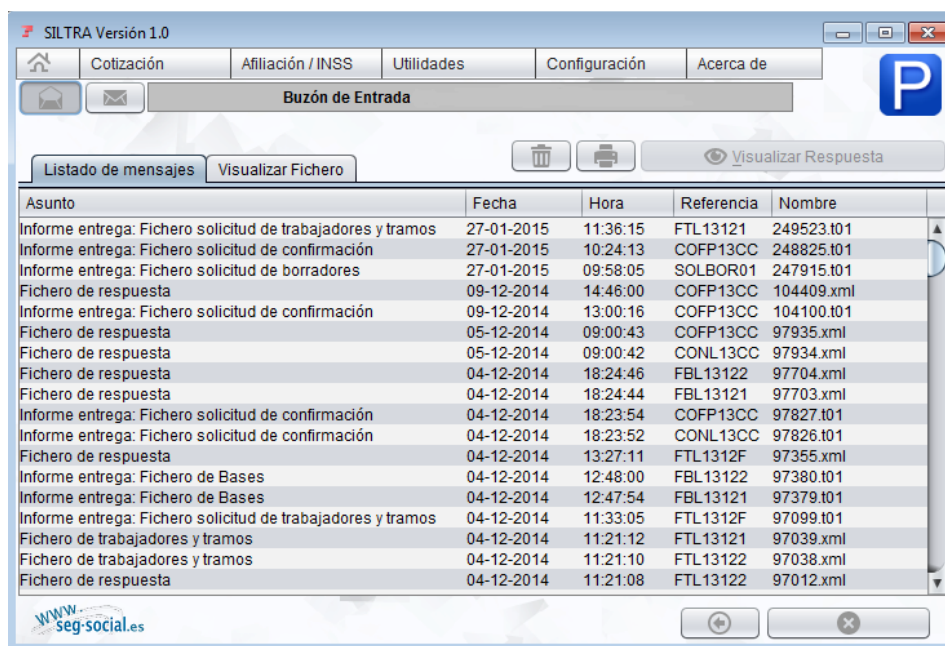 SILTRA Versión 1.0
Cotización Afiliación / INSS Utilidades Configuración Acerca de
Buzón de Entrada
P
Listado de mensajes Visualizar Fichero Visualizar Respuesta
Asunto Fecha Hora Referencia Nombre
Informe entrega: Fichero solicitud de trabajadores y tramos 27-01-2015 11:36:15 FTL13121 249523.t01
Informe entrega: Fichero solicitud de confirmación 27-01-2015 10:24:13 COFP13CC 248825.t01
Informe entrega: Fichero solicitud de borradores 27-01-2015 09:58:05 SOLBOR01 247915.t01
Fichero de respuesta 09-12-2014 14:46:00 COFP13CC 104409.xml
Informe entrega: Fichero solicitud de confirmación 09-12-2014 13:00:16 COFP13CC 104100.t01
Fichero de respuesta 05-12-2014 09:00:43 COFP13CC 97935.xml
Fichero de respuesta 05-12-2014 09:00:42 CONL13CC 97934.xml
Fichero de respuesta 04-12-2014 18:24:46 FBL13122 97704.xml
Fichero de respuesta 04-12-2014 18:24:44 FBL13121 97703.xml
Informe entrega: Fichero solicitud de confirmación 04-12-2014 18:23:54 COFP13CC 97827.t01
Informe entrega: Fichero solicitud de confirmación 04-12-2014 18:23:52 CONL13CC 97826.t01
Fichero de respuesta 04-12-2014 13:27:11 FTL1312F 97355.xml
Informe entrega: Fichero de Bases 04-12-2014 12:48:00 FBL13122 97380.t01
Informe entrega: Fichero de Bases 04-12-2014 12:47:54 FBL13121 97379.t01
Informe entrega: Fichero solicitud de trabajadores y tramos 04-12-2014 11:33:05 FTL1312F 97099.t01
Fichero de trabajadores y tramos 04-12-2014 11:21:12 FTL13121 97039.xml
Fichero de trabajadores y tramos 04-12-2014 11:21:10 FTL13122 97038.xml
Fichero de respuesta 04-12-2014 11:21:08 FTL13122 97012.xml
www.seg-social.es